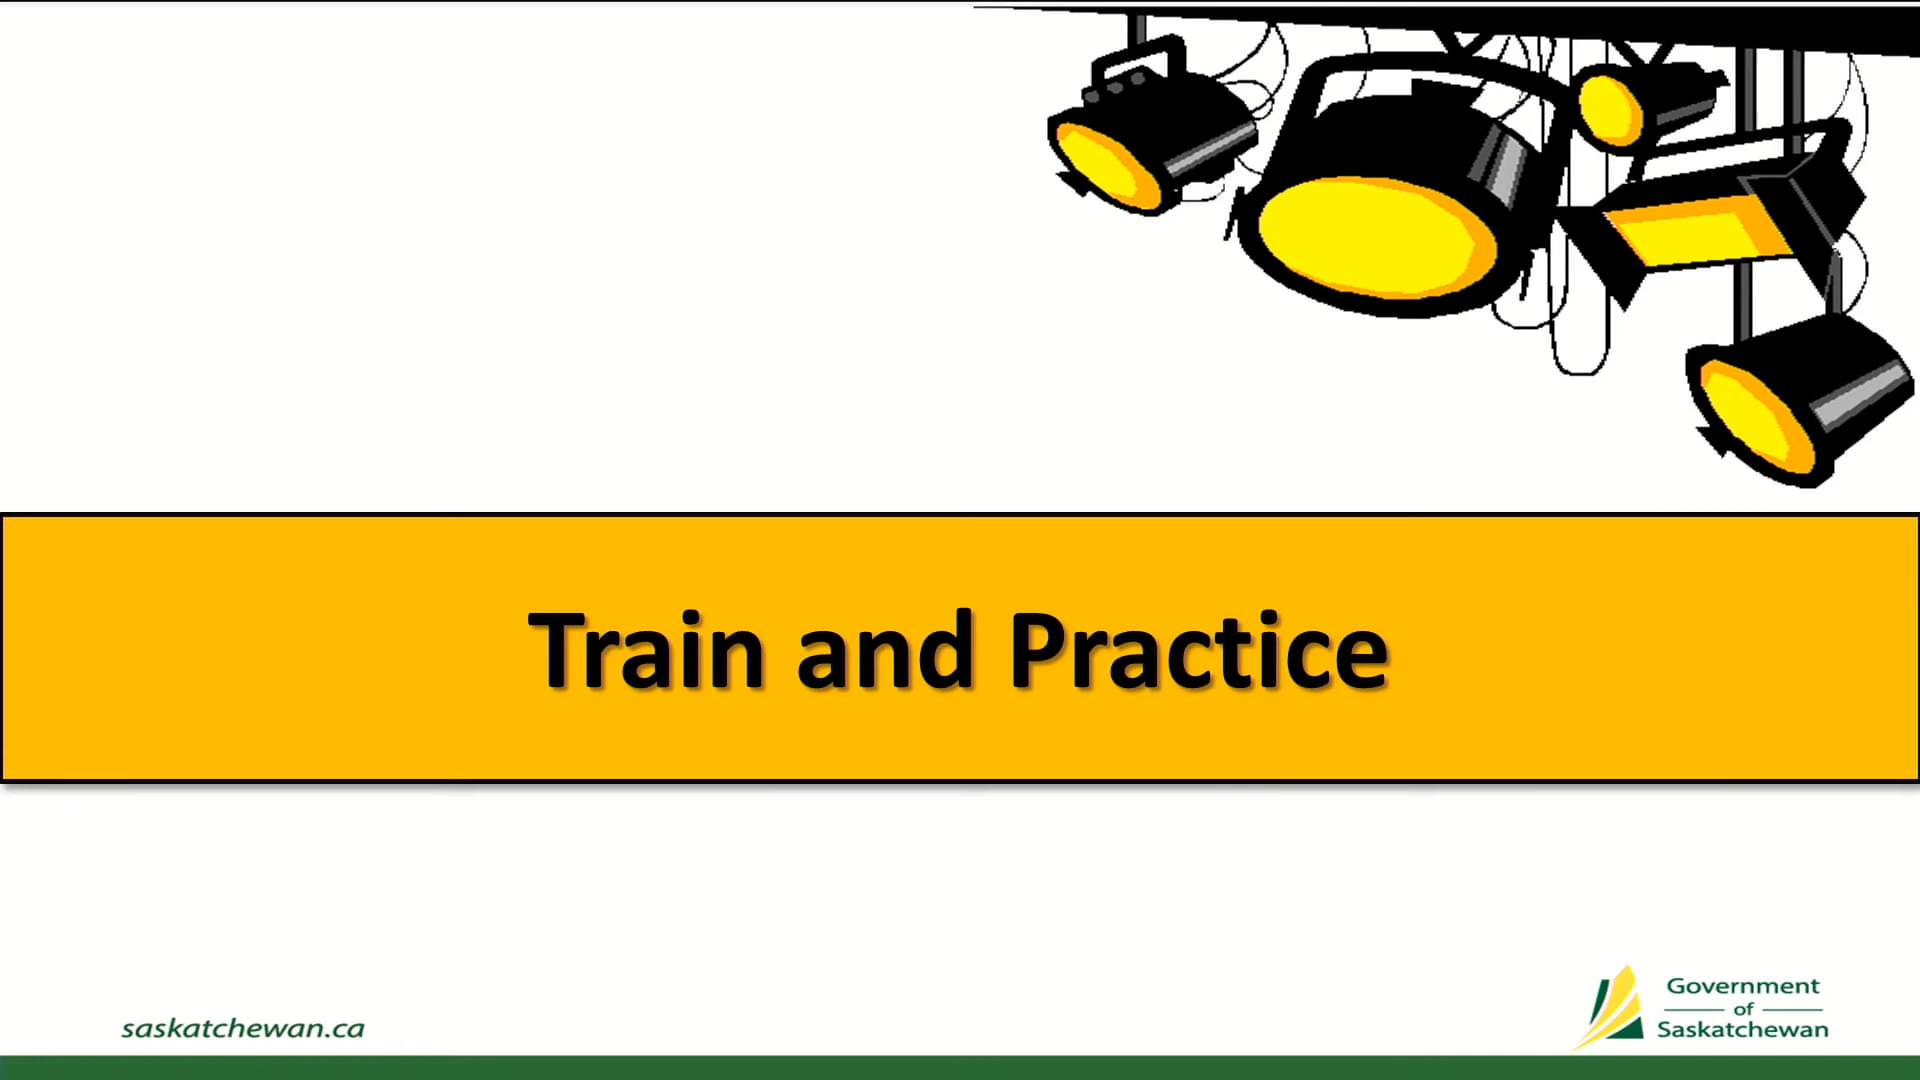 Train and Practice
saskatchewan.ca
Government
of
Saskatchewan